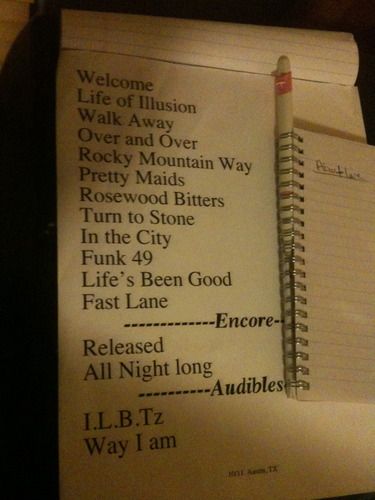 Welcome
Life of Illusion
Walk Away
Over and Over
Rocky Mountain Way
Pretty Maids
Rosewood Bitters
Turn to Stone
In the City
Funk 49
Life's Been Good
Fast Lane
-------------Encore--
Released
All Night long
----------Audibles-
I.L.B.Tz
Way I am
Austin, TX